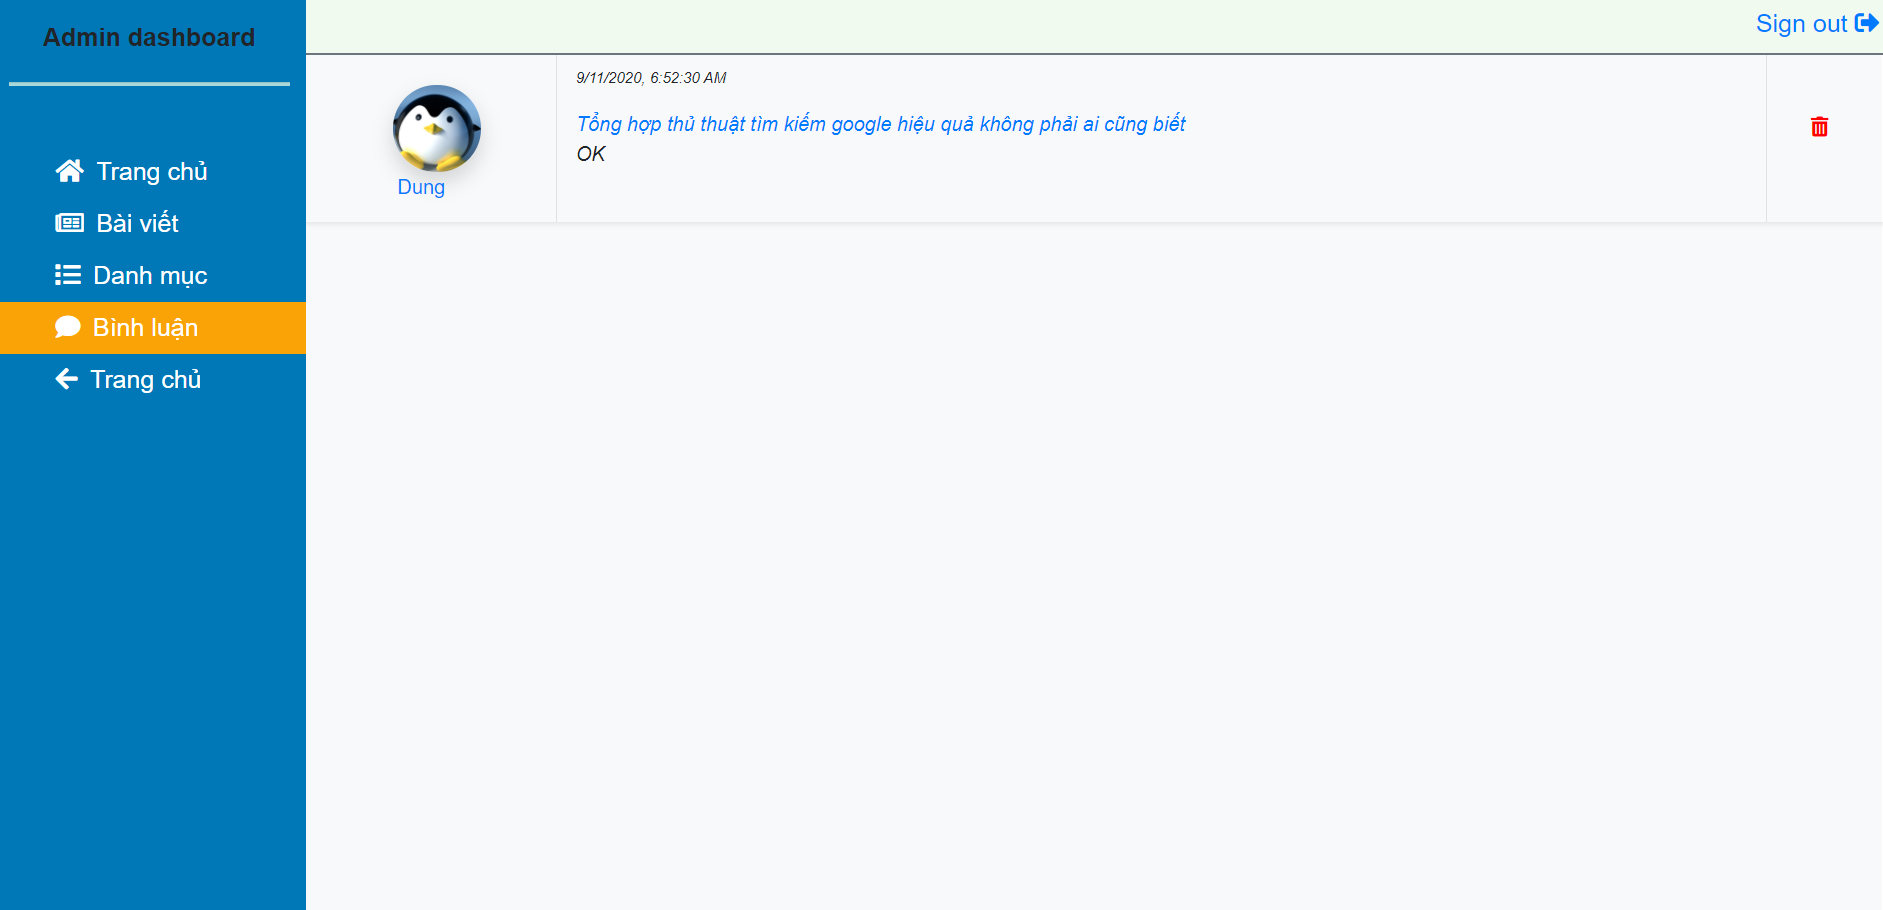 Admin dashboard
Sign out
Trang chủ
Bài viết
Danh mục
Bình luận
Trang chủ
Dung
9/11/2020, 6:52:30 AM
Tổng hợp thủ thuật tìm kiếm google hiệu quả không phải ai cũng biết
OK